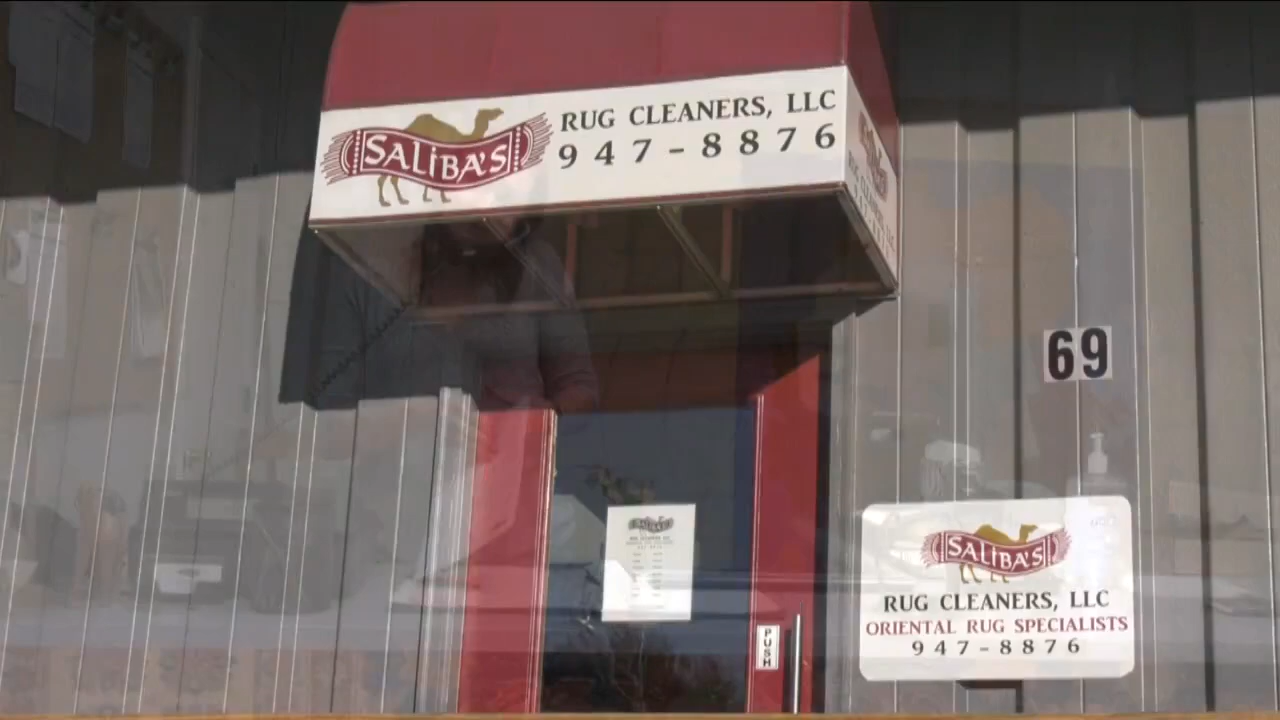 SALIBA'S
RUG CLEANERS, LLC
947-8876
69
SALIBA'S
RUG CLEANERS, LLC
ORIENTAL RUG SPECIALISTS
947-8876
PUSH